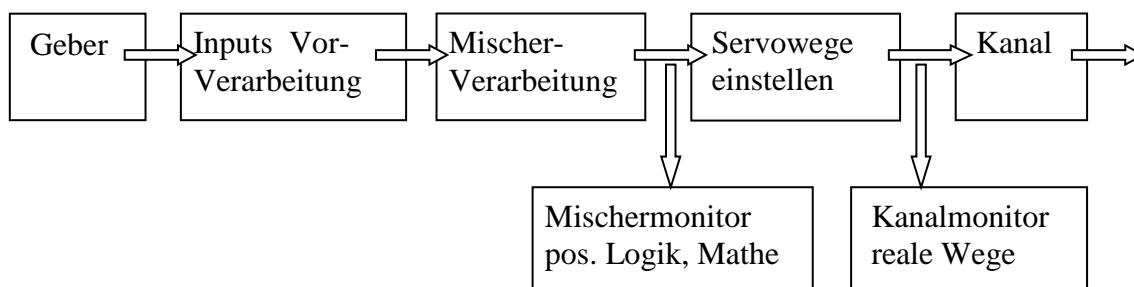 Geber
Inputs Vor-
Verarbeitung
Mischer-
Verarbeitung
Servowege
einstellen
Kanal
Mischermonitor
pos. Logik, Mathe
Kanalmonitor
reale Wege